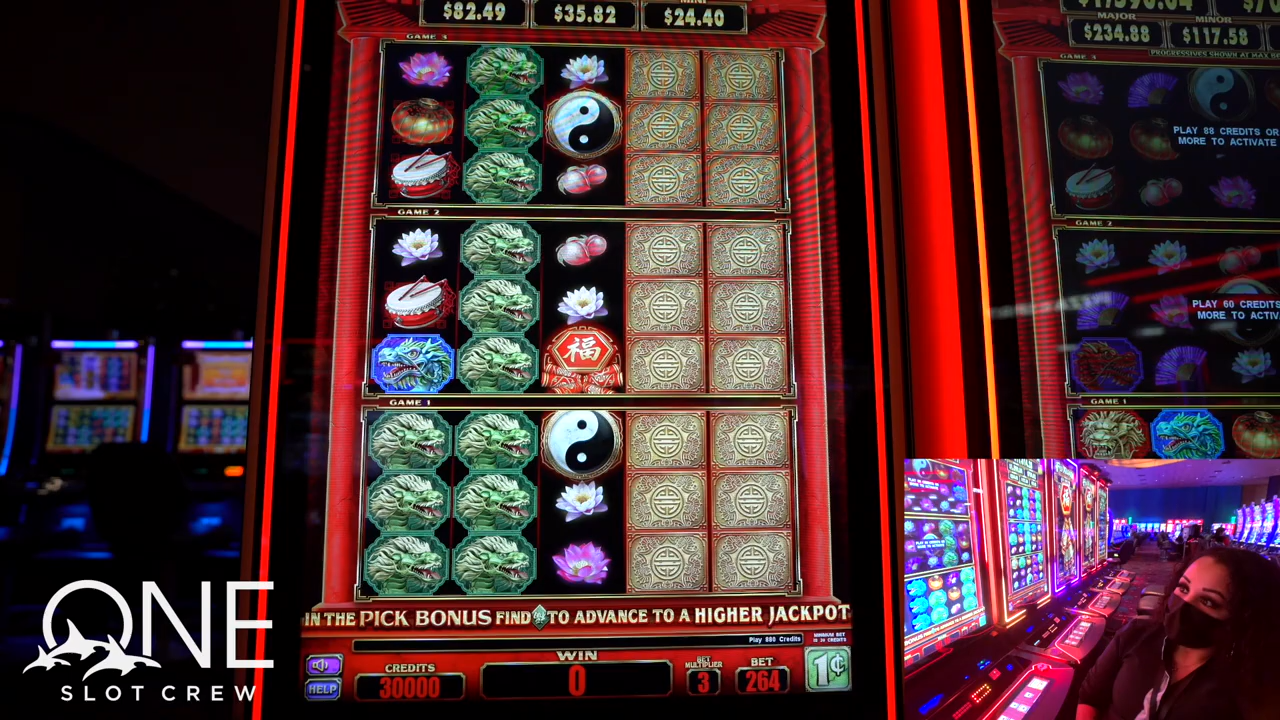 MINI
$82.49
$35.82
$24.40
GAME 3
GAME 2
福
GAME 1
IN THE PICK BONUS FIND TO ADVANCE TO A HIGHER JACKPOT
Play 880 Credits
CREDITS
30000
WIN
0
BET MULTIPLIER
3
BET
264
1¢
HELP
MAJOR
$234.88
MINOR
$117.58
PROGRESSIVES SHOWN AT MAX
GAME 3
PLAY 88 CREDITS OR
MORE TO ACTIVATE
GAME 2
PLAY 60 CREDITS
MORE TO ACTIV
GAME 1
ONE
SLOT CREW